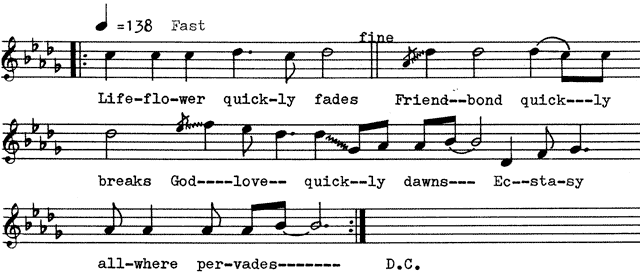 =138 Fast
fine
Life-flo-wer quick-ly fades Friend--bond quick---ly
breaks God----love-- quick--ly dawns--- Ec--sta-sy
all-where per-vades------- D.C.